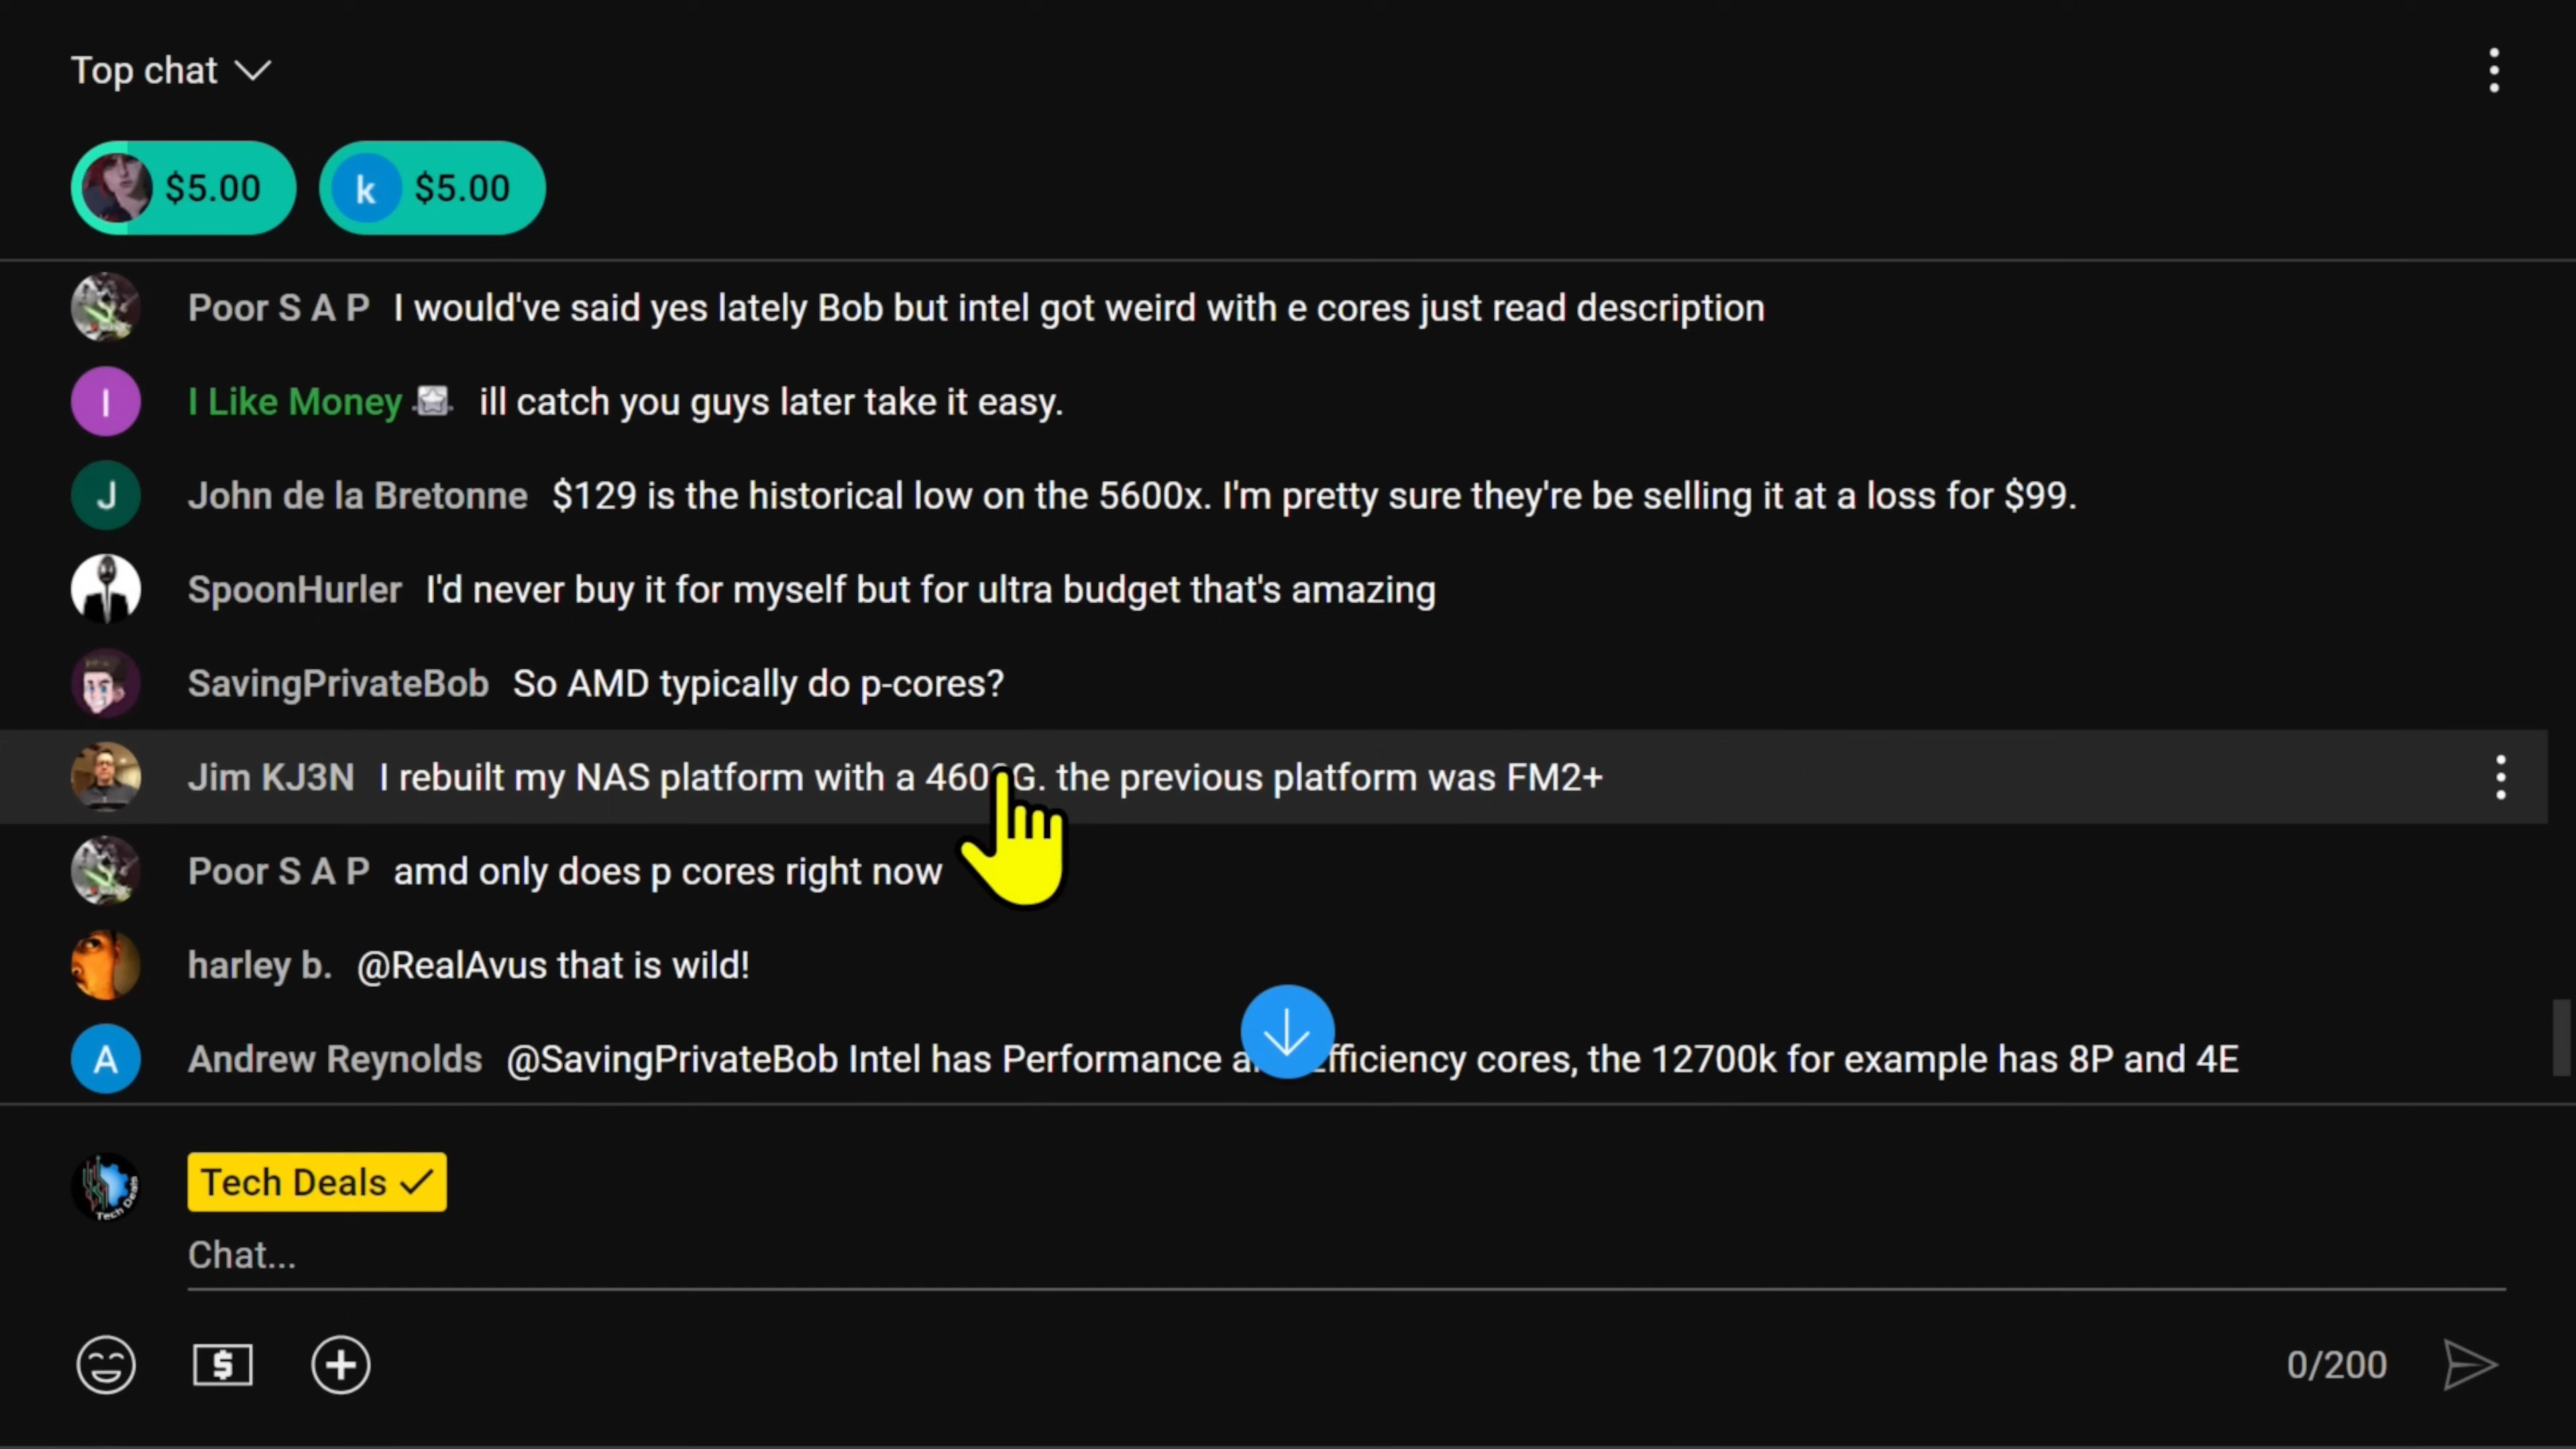 Top chat
$5.00
k $5.00
Poor S A P I would've said yes lately Bob but intel got weird with e cores just read description
I I Like Money ill catch you guys later take it easy.
J John de la Bretonne $129 is the historical low on the 5600x. I'm pretty sure they're be selling it at a loss for $99.
SpoonHurler I'd never buy it for myself but for ultra budget that's amazing
SavingPrivateBob So AMD typically do p-cores?
Jim KJ3N I rebuilt my NAS platform with a the previous platform was FM2+
Poor S A P amd only does p cores right now
harley b. @RealAvus that is wild!
A Andrew Reynolds @SavingPrivateBob Intel has Performance cores, the 12700k for example has 8P and 4E
Tech Deals
Tech Deals
Chat...
$
0/200